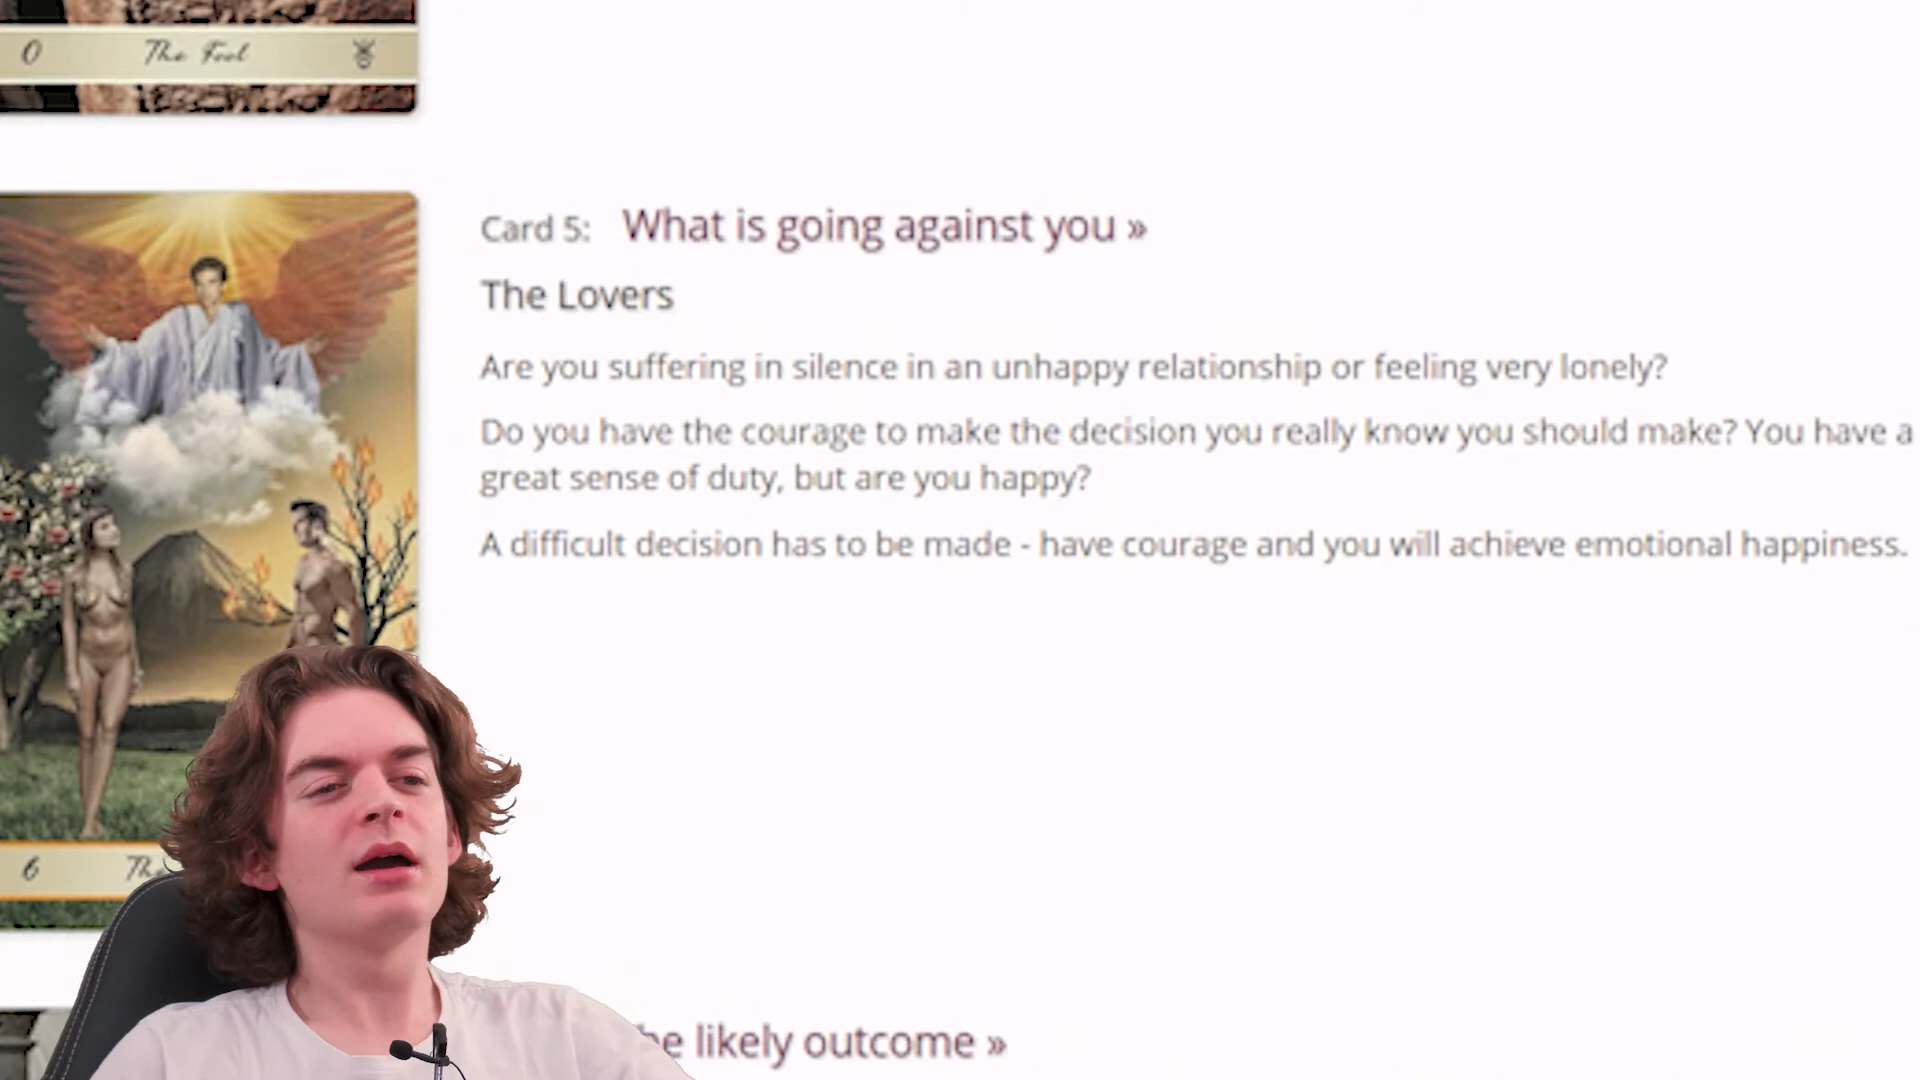 0 The Fool
Card 5: What is going against you »
The Lovers
Are you suffering in silence in an unhappy relationship or feeling very lonely?
Do you have the courage to make the decision you really know you should make? You have a
great sense of duty, but are you happy?
A difficult decision has to be made - have courage and you will achieve emotional happiness.
6
likely outcome »